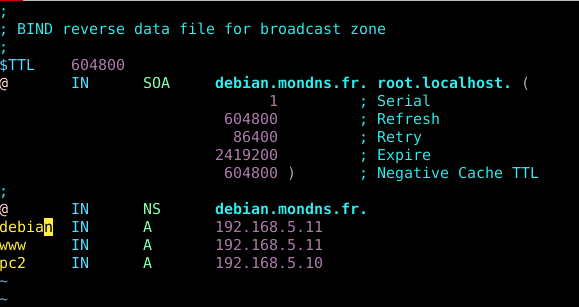 ;
; BIND reverse data file for broadcast zone
;
$TTL    604800
@       IN      SOA     debian.mondns.fr. root.localhost. (
                              1         ; Serial
                         604800         ; Refresh
                          86400         ; Retry
                        2419200         ; Expire
                         604800 )       ; Negative Cache TTL
;
@       IN      NS      debian.mondns.fr.
debian  IN      A       192.168.5.11
www     IN      A       192.168.5.11
pc2     IN      A       192.168.5.10
~
~